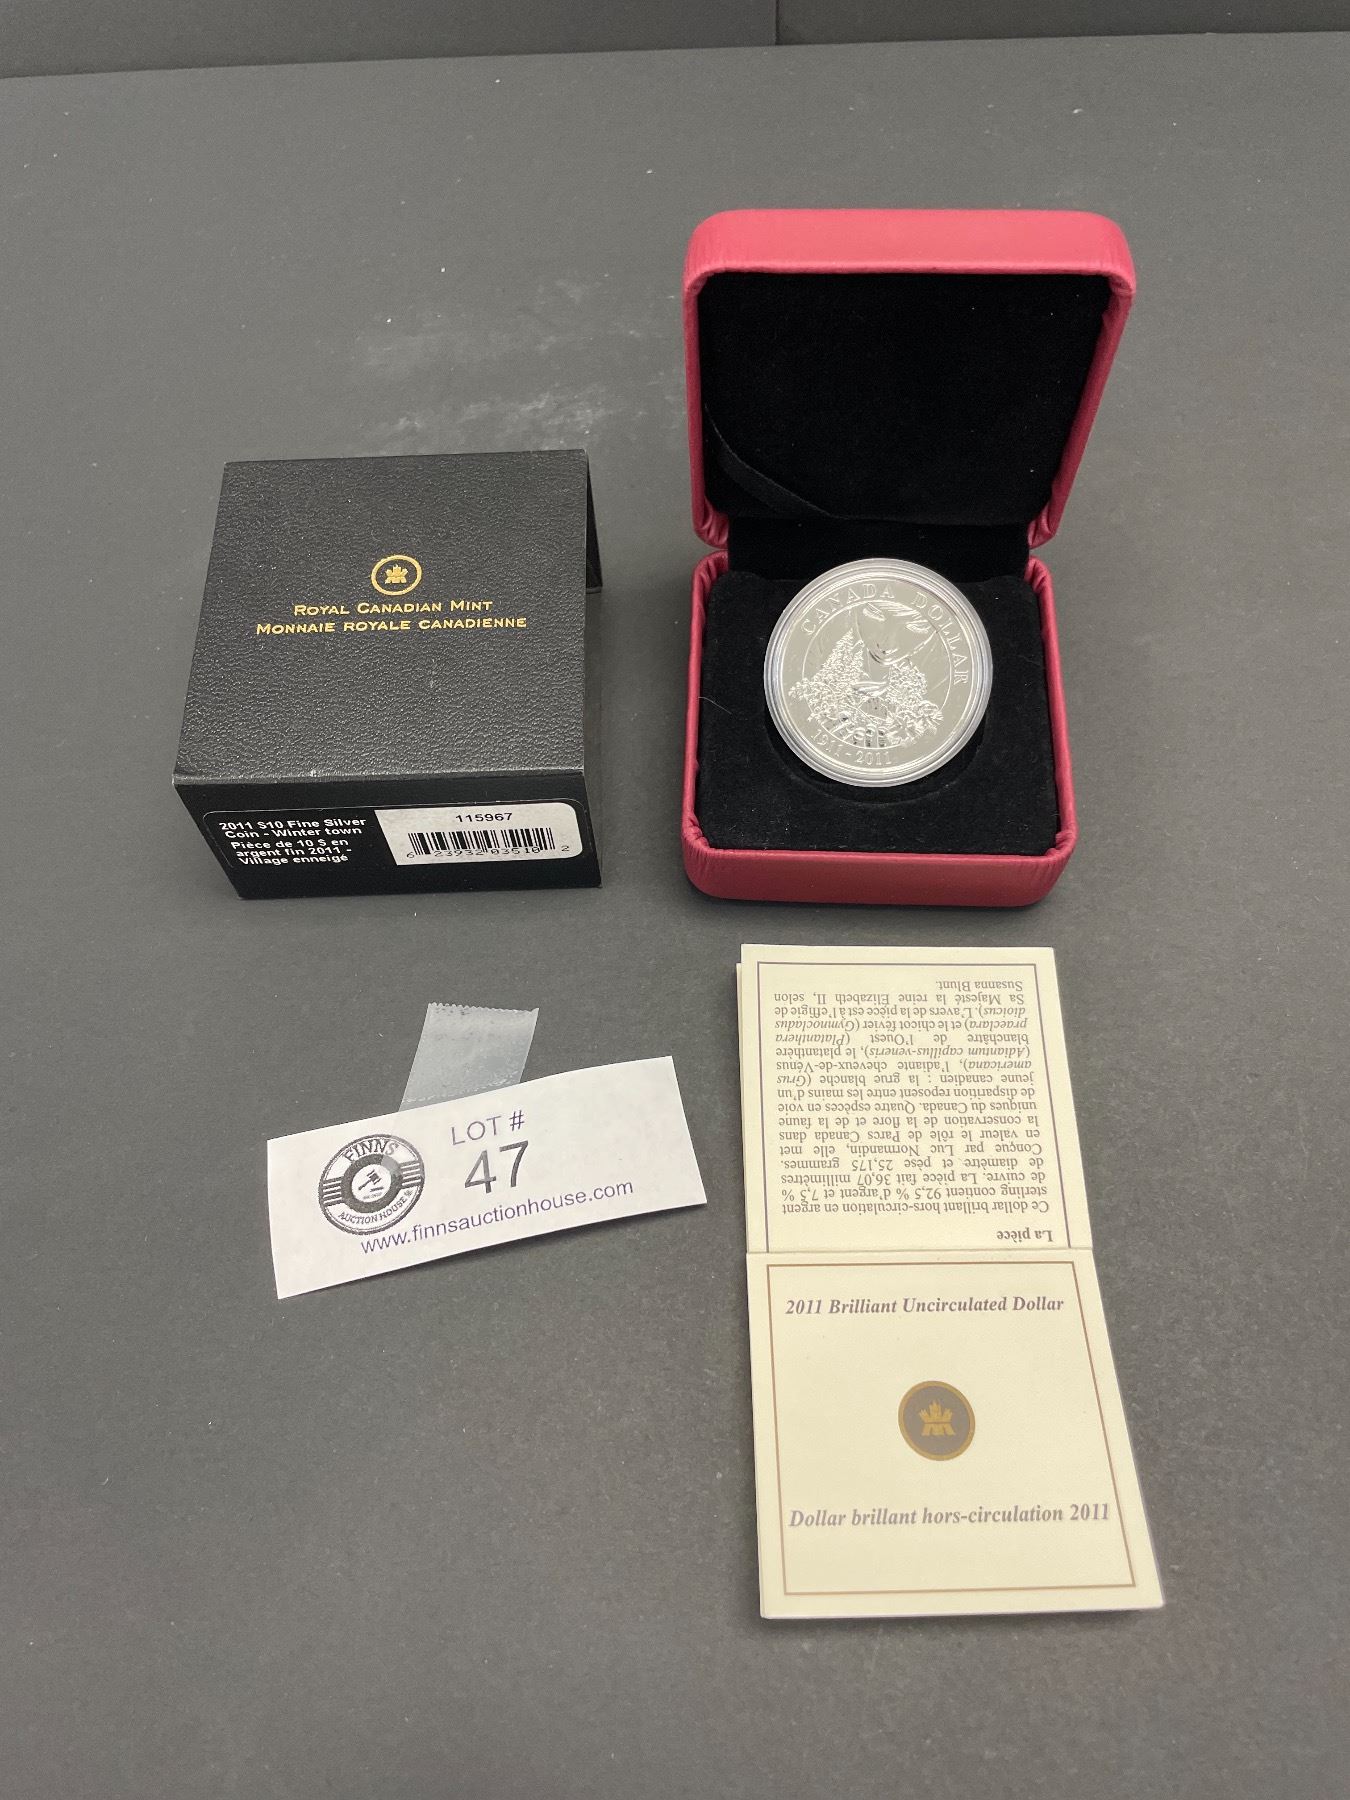 ROYAL CANADIAN MINT
MONNAIE ROYALE CANADIENNE
2011 $10 Fine Silver
Coin - Winter town
Pièce de 10 $ en
argent fin 2011 -
Village enneigé
115967
6 23932 03510 2
CANADA DOLLAR
1911-2011
LOT #
47
FINNS
AUCTION HOUSE
www.finnsauctionhouse.com
La pièce
Ce dollar brillant hors-circulation en argent
sterling contient 92,5 % d'argent et 7,5 %
de cuivre. La pièce fait 36,07 millimètres
de diamètre et pèse 25,175 grammes.
Conçue par Luc Normandin, elle met
en valeur le rôle de Parcs Canada dans
la conservation de la flore et de la faune
uniques du Canada. Quatre espèces en voie
de disparition reposent entre les mains d'un
jeune canadien : la grue blanche (Grus
americana), l'adiante cheveux-de-Vénus
(Adiantum capillus-veneris), le platanthère
blanchâtre de l'Ouest (Platanthera
praeclara) et le chicot févier (Gymnocladus
dioicus). L'avers de la pièce est à l'effigie de
Sa Majesté la reine Elizabeth II, selon
Susanna Blunt.
2011 Brilliant Uncirculated Dollar
Dollar brillant hors-circulation 2011